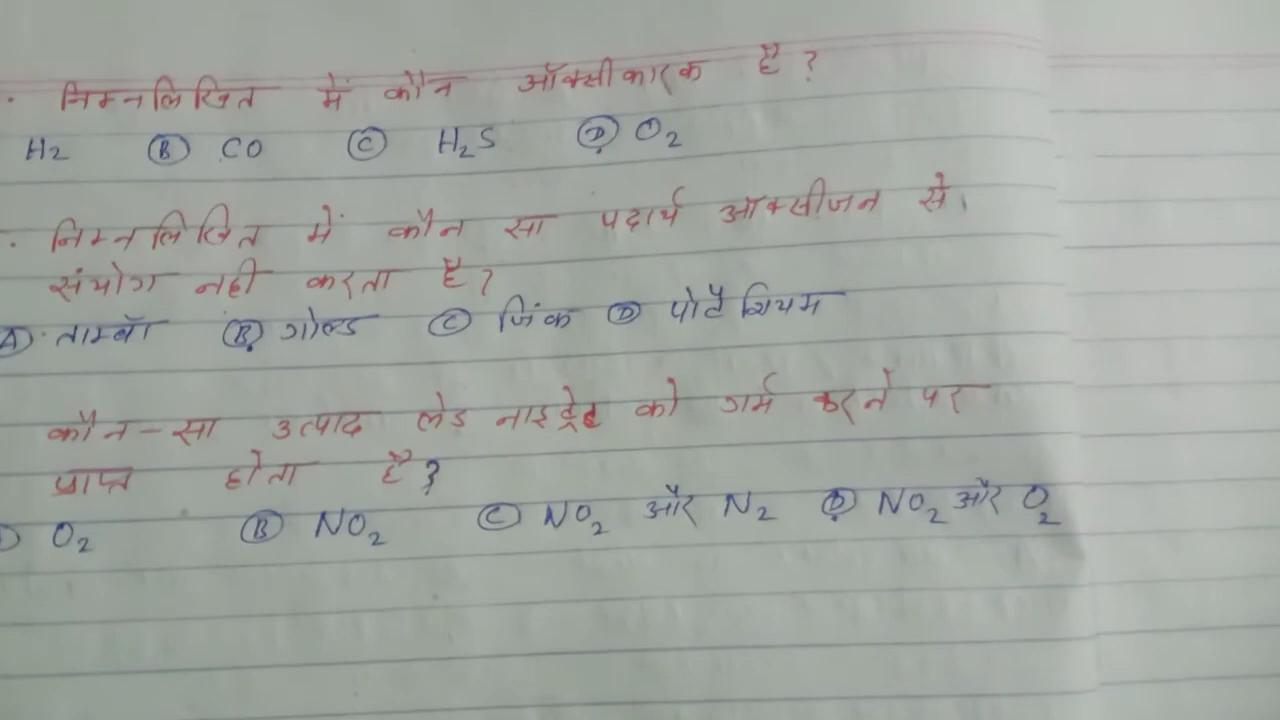 . निम्नलिखित में कौन ऑक्सीकारक है ?
H2 Ⓑ CO Ⓒ H2S Ⓓ O2
. निम्नलिखित में कौन सा पदार्थ ऑक्सीजन से
संयोग नही करता है ?
Ⓐ ताम्बॉ Ⓑ गोल्ड Ⓒ जिंक Ⓓ पोटैशियम
कौन-सा उत्पाद लेड नाइट्रेट को गर्म करने पर
प्राप्त होता है ?
O2 Ⓑ NO2 Ⓒ NO2 और N2 Ⓓ NO2 और O2